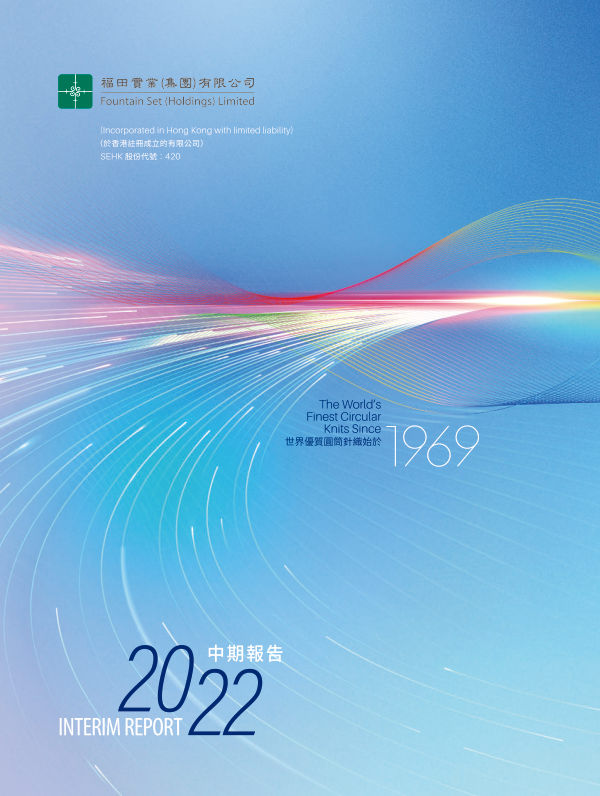 福田實業(集團)有限公司
Fountain Set (Holdings) Limited
(Incorporated in Hong Kong with limited liability)
(於香港註冊成立的有限公司)
SEHK 股份代號：420
The World's
Finest Circular
Knits Since
世界優質圓筒針織始於
1969
中期報告
2022
INTERIM REPORT